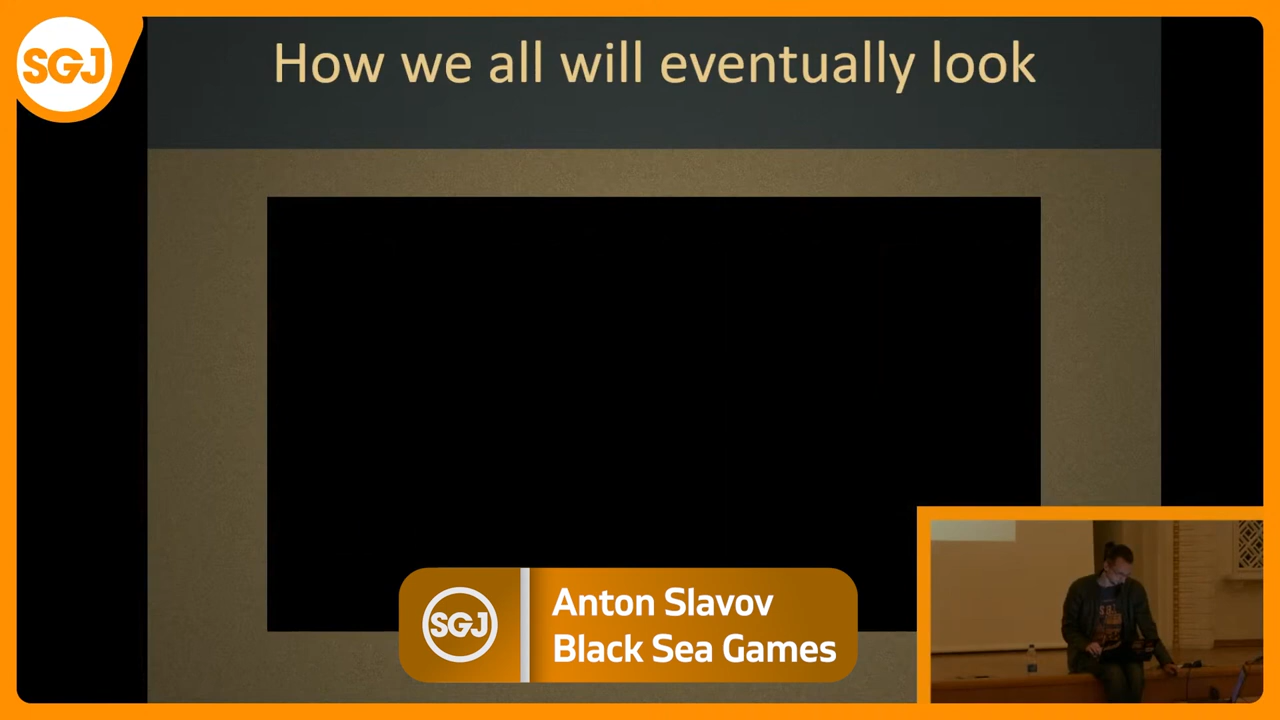 SGJ
How we all will eventually look
SGJ
Anton Slavov
Black Sea Games